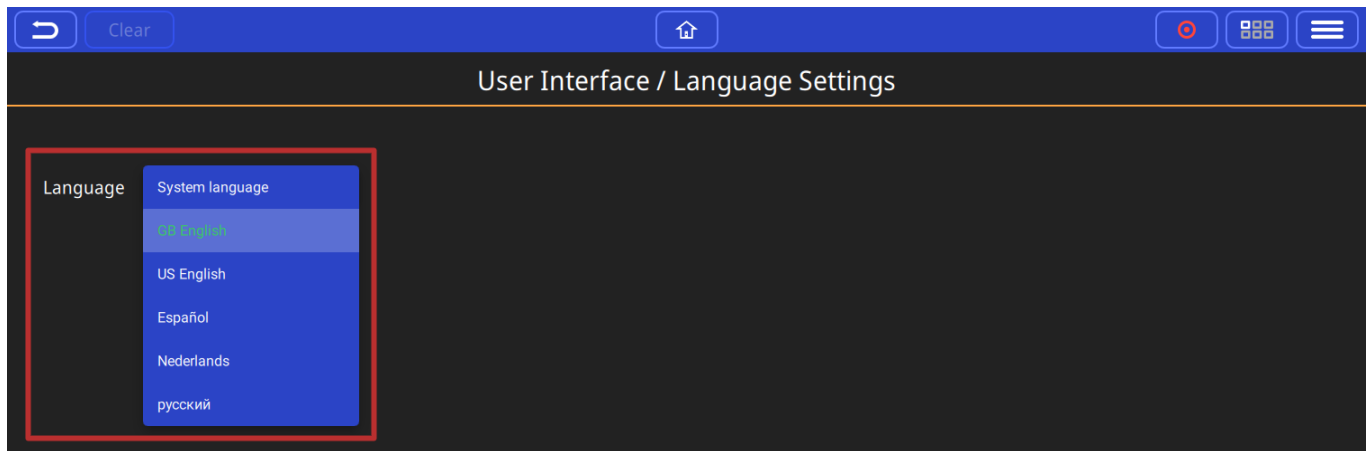 Clear
User Interface / Language Settings
Language
System language
GB English
US English
Español
Nederlands
русский